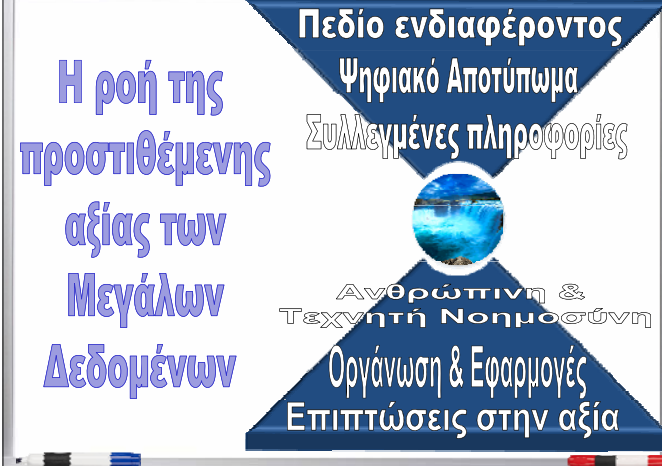 Η ροή της
προστιθέμενης
αξίας των
Μεγάλων
Δεδομένων
Πεδίο ενδιαφέροντος
Ψηφιακό Αποτύπωμα
Συλλεγμένες πληροφορίες
Ανθρώπινη &
Τεχνητή Νοημοσύνη
Οργάνωση & Εφαρμογές
Επιπτώσεις στην αξία